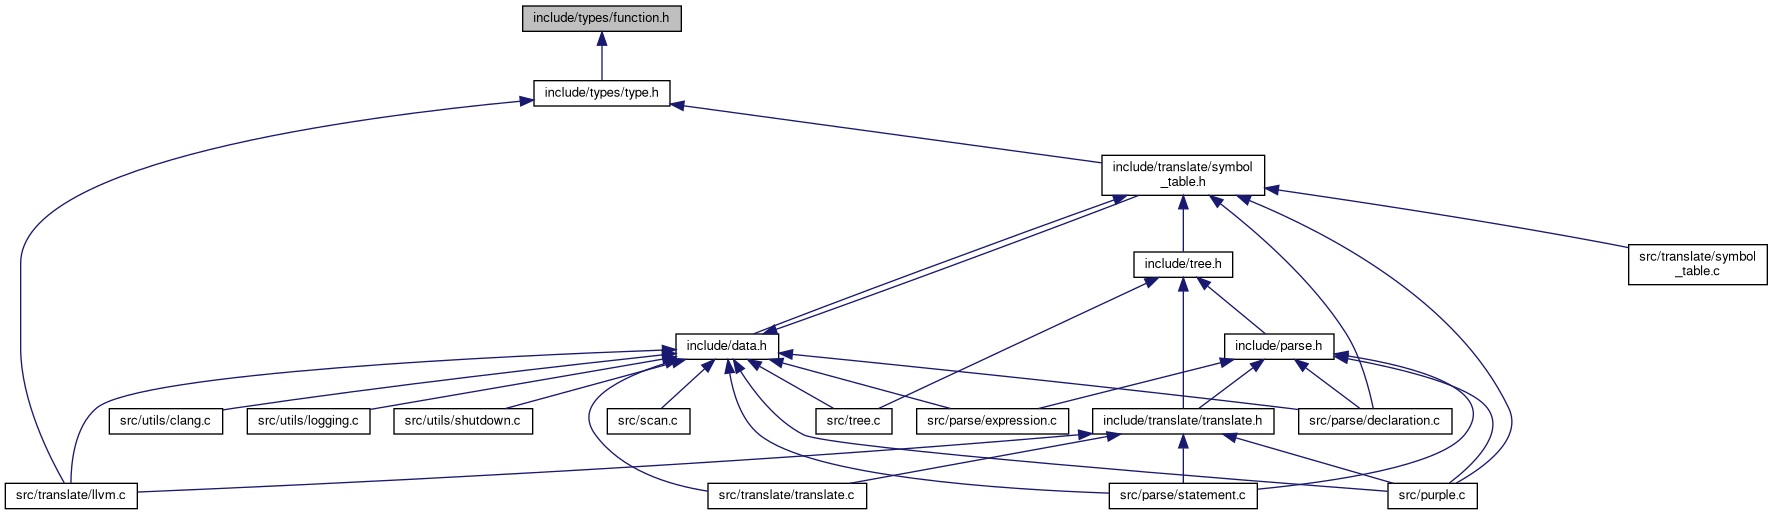 include/types/function.h
include/types/type.h
include/translate/symbol
_table.h
src/translate/symbol
_table.c
include/tree.h
include/data.h
include/parse.h
src/utils/clang.c
src/utils/logging.c
src/utils/shutdown.c
src/scan.c
src/tree.c
src/parse/expression.c
include/translate/translate.h
src/parse/declaration.c
src/translate/llvm.c
src/translate/translate.c
src/parse/statement.c
src/purple.c